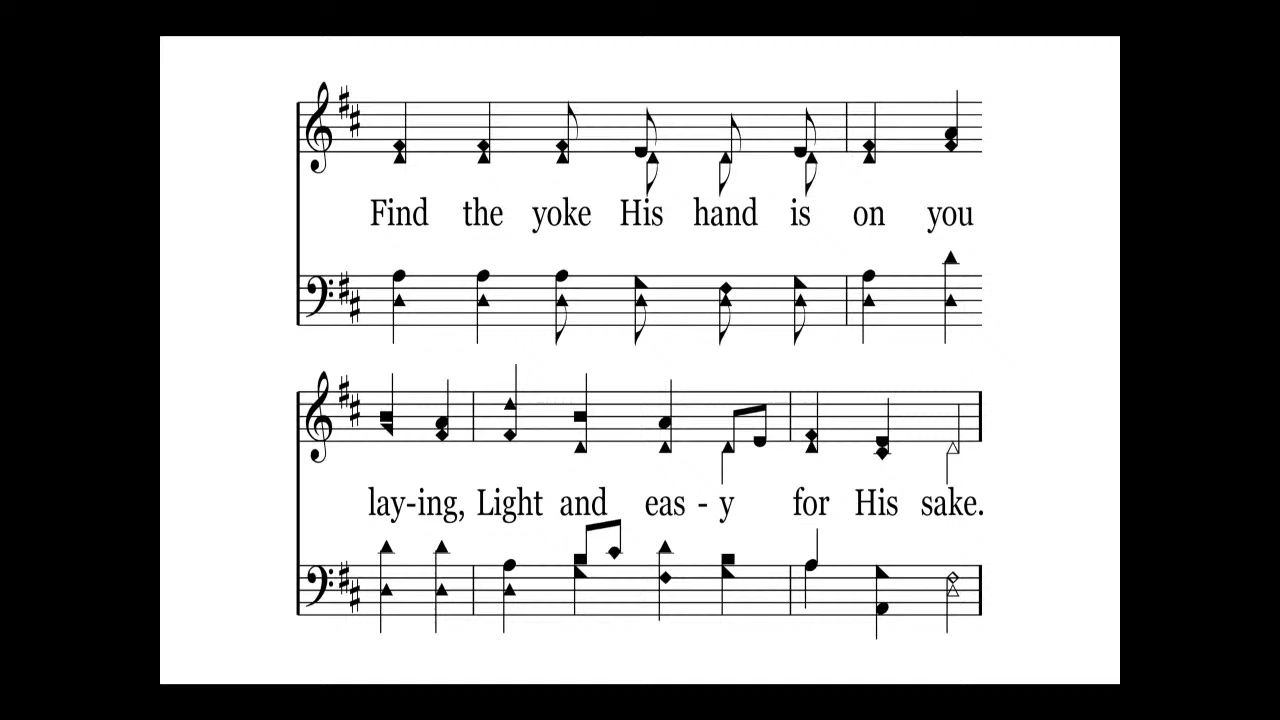 Find the yoke His hand is on you
lay-ing, Light and eas - y for His sake.